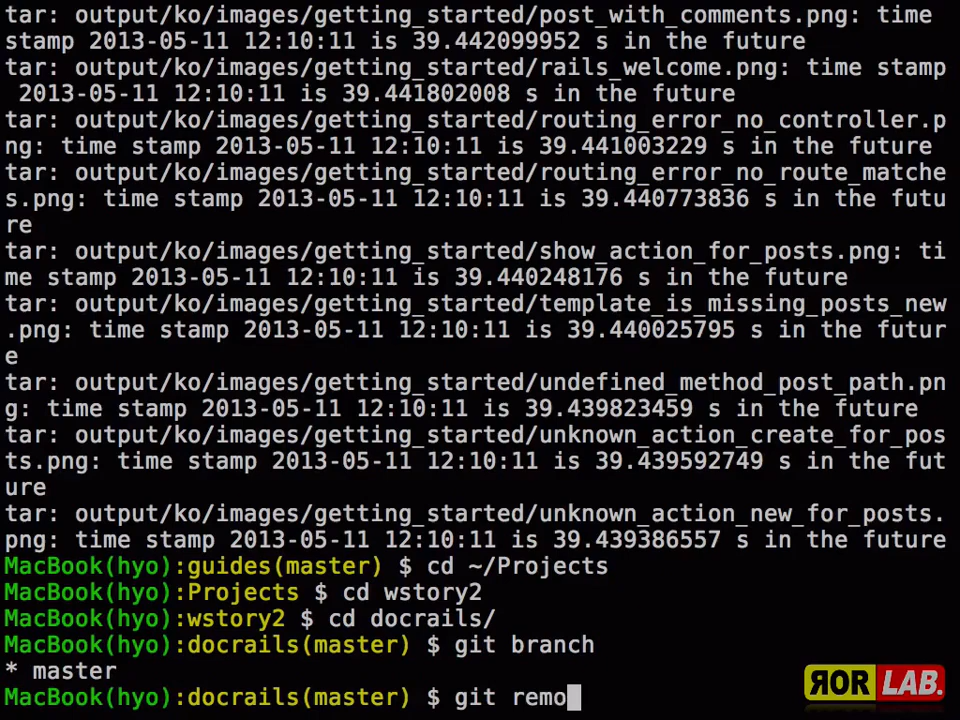 tar: output/ko/images/getting_started/post_with_comments.png: time
stamp 2013-05-11 12:10:11 is 39.442099952 s in the future
tar: output/ko/images/getting_started/rails_welcome.png: time stamp
 2013-05-11 12:10:11 is 39.441802008 s in the future
tar: output/ko/images/getting_started/routing_error_no_controller.p
ng: time stamp 2013-05-11 12:10:11 is 39.441003229 s in the future
tar: output/ko/images/getting_started/routing_error_no_route_matche
s.png: time stamp 2013-05-11 12:10:11 is 39.440773836 s in the futu
re
tar: output/ko/images/getting_started/show_action_for_posts.png: ti
me stamp 2013-05-11 12:10:11 is 39.440248176 s in the future
tar: output/ko/images/getting_started/template_is_missing_posts_new
.png: time stamp 2013-05-11 12:10:11 is 39.440025795 s in the futur
e
tar: output/ko/images/getting_started/undefined_method_post_path.pn
g: time stamp 2013-05-11 12:10:11 is 39.439823459 s in the future
tar: output/ko/images/getting_started/unknown_action_create_for_pos
ts.png: time stamp 2013-05-11 12:10:11 is 39.439592749 s in the fut
ure
tar: output/ko/images/getting_started/unknown_action_new_for_posts.
png: time stamp 2013-05-11 12:10:11 is 39.439386557 s in the future
MacBook(hyo):guides(master) $ cd ~/Projects
MacBook(hyo):Projects $ cd wstory2
MacBook(hyo):wstory2 $ cd docrails/
MacBook(hyo):docrails(master) $ git branch
* master
MacBook(hyo):docrails(master) $ git remo
ROR LAB.